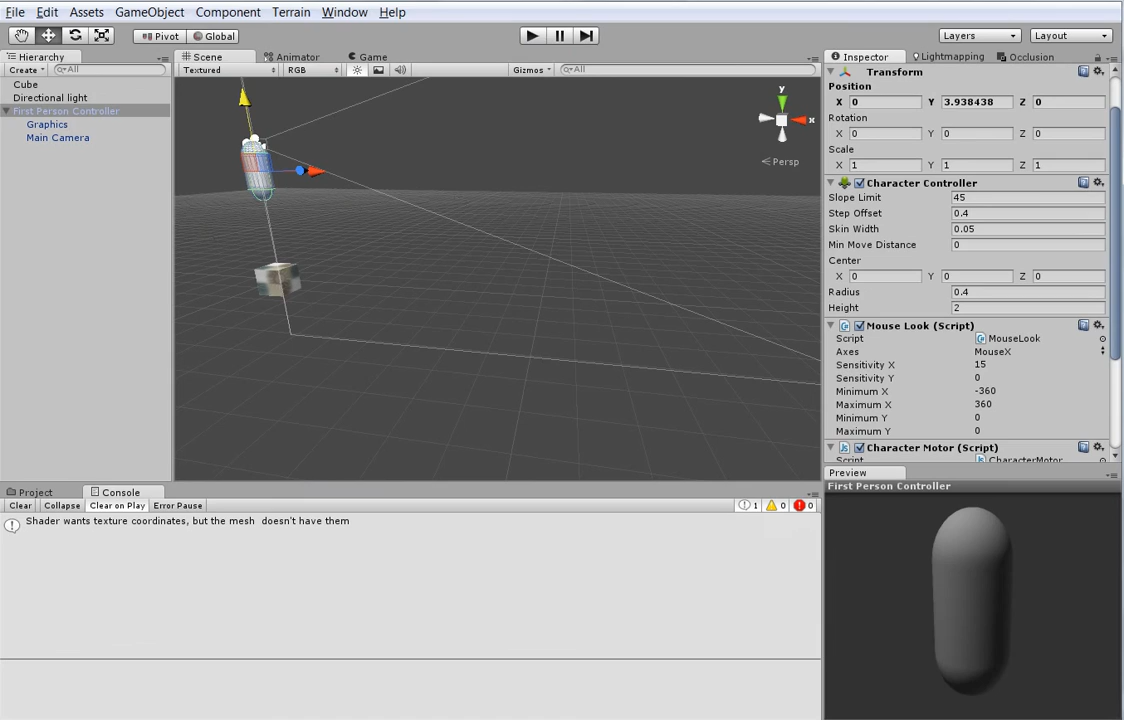 File Edit Assets GameObject Component Terrain Window Help
Pivot Global Layers Layout
Hierarchy
Create All
Cube
Directional light
First Person Controller
Graphics
Main Camera
Scene Animator Game
Textured RGB Gizmos All
y
x
Persp
Inspector Lightmapping Occlusion
Transform
Position
X 0 Y 3.938438 Z 0
Rotation
X 0 Y 0 Z 0
Scale
X 1 Y 1 Z 1
Character Controller
Slope Limit 45
Step Offset 0.4
Skin Width 0.05
Min Move Distance 0
Center
X 0 Y 0 Z 0
Radius 0.4
Height 2
Mouse Look (Script)
Script MouseLook
Axes MouseX
Sensitivity X 15
Sensitivity Y 0
Minimum X -360
Maximum X 360
Minimum Y 0
Maximum Y 0
Character Motor (Script)
Script CharacterMotor
Project Console
Clear Collapse Clear on Play Error Pause 1 0 0
Shader wants texture coordinates, but the mesh  doesn't have them
Preview
First Person Controller